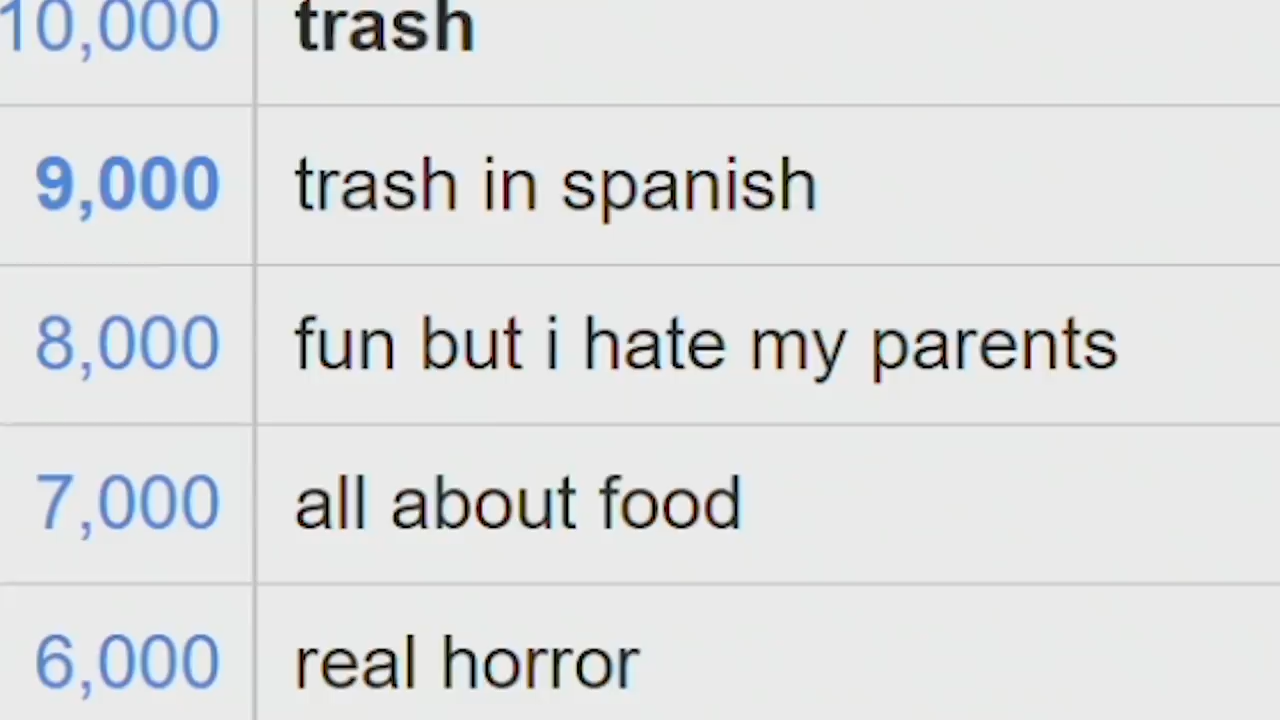 10,000 trash
9,000 trash in spanish
8,000 fun but i hate my parents
7,000 all about food
6,000 real horror